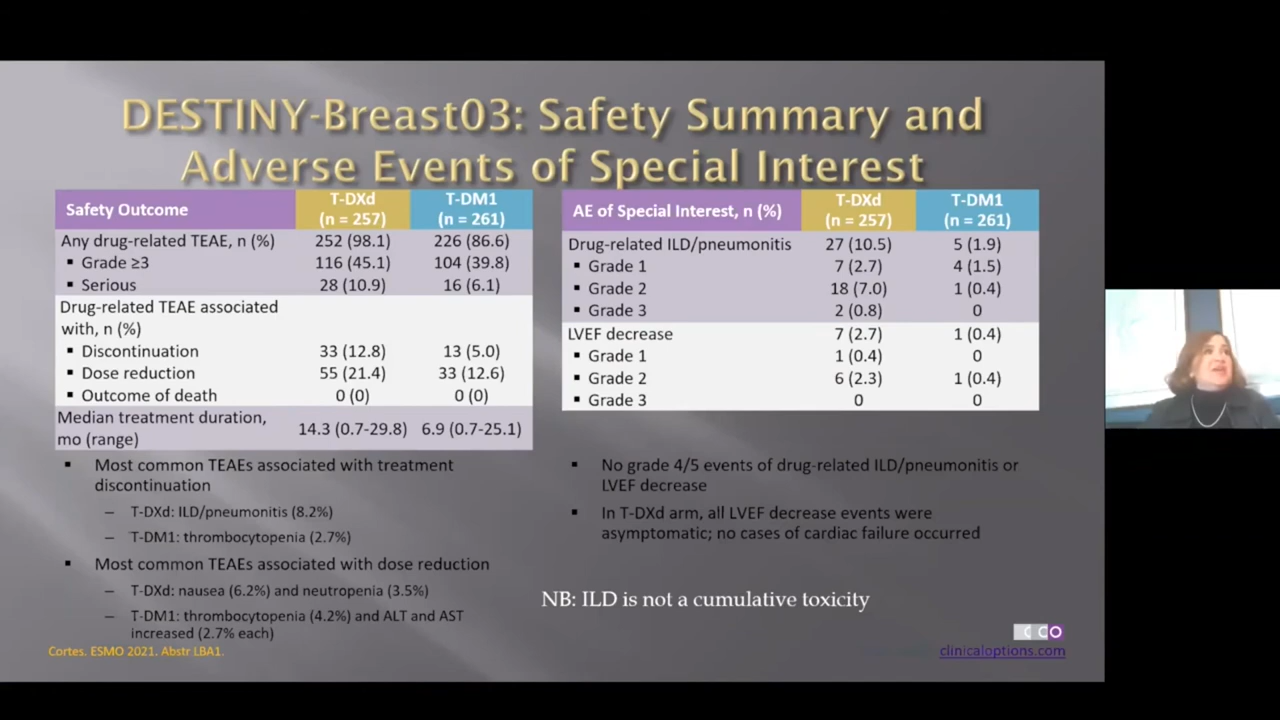 DESTINY-Breast03: Safety Summary and
Adverse Events of Special Interest
Safety Outcome T-DXd (n = 257) T-DM1 (n = 261)
Any drug-related TEAE, n (%) 252 (98.1) 226 (86.6)
▪ Grade ≥3 116 (45.1) 104 (39.8)
▪ Serious 28 (10.9) 16 (6.1)
Drug-related TEAE associated
with, n (%)
▪ Discontinuation 33 (12.8) 13 (5.0)
▪ Dose reduction 55 (21.4) 33 (12.6)
▪ Outcome of death 0 (0) 0 (0)
Median treatment duration,
mo (range) 14.3 (0.7-29.8) 6.9 (0.7-25.1)
▪ Most common TEAEs associated with treatment
discontinuation
– T-DXd: ILD/pneumonitis (8.2%)
– T-DM1: thrombocytopenia (2.7%)
▪ Most common TEAEs associated with dose reduction
– T-DXd: nausea (6.2%) and neutropenia (3.5%)
– T-DM1: thrombocytopenia (4.2%) and ALT and AST
increased (2.7% each)
Cortes. ESMO 2021. Abstr LBA1.
AE of Special Interest, n (%) T-DXd (n = 257) T-DM1 (n = 261)
Drug-related ILD/pneumonitis 27 (10.5) 5 (1.9)
▪ Grade 1 7 (2.7) 4 (1.5)
▪ Grade 2 18 (7.0) 1 (0.4)
▪ Grade 3 2 (0.8) 0
LVEF decrease 7 (2.7) 1 (0.4)
▪ Grade 1 1 (0.4) 0
▪ Grade 2 6 (2.3) 1 (0.4)
▪ Grade 3 0 0
▪ No grade 4/5 events of drug-related ILD/pneumonitis or
LVEF decrease
▪ In T-DXd arm, all LVEF decrease events were
asymptomatic; no cases of cardiac failure occurred
NB: ILD is not a cumulative toxicity
CCO
clinicaloptions.com